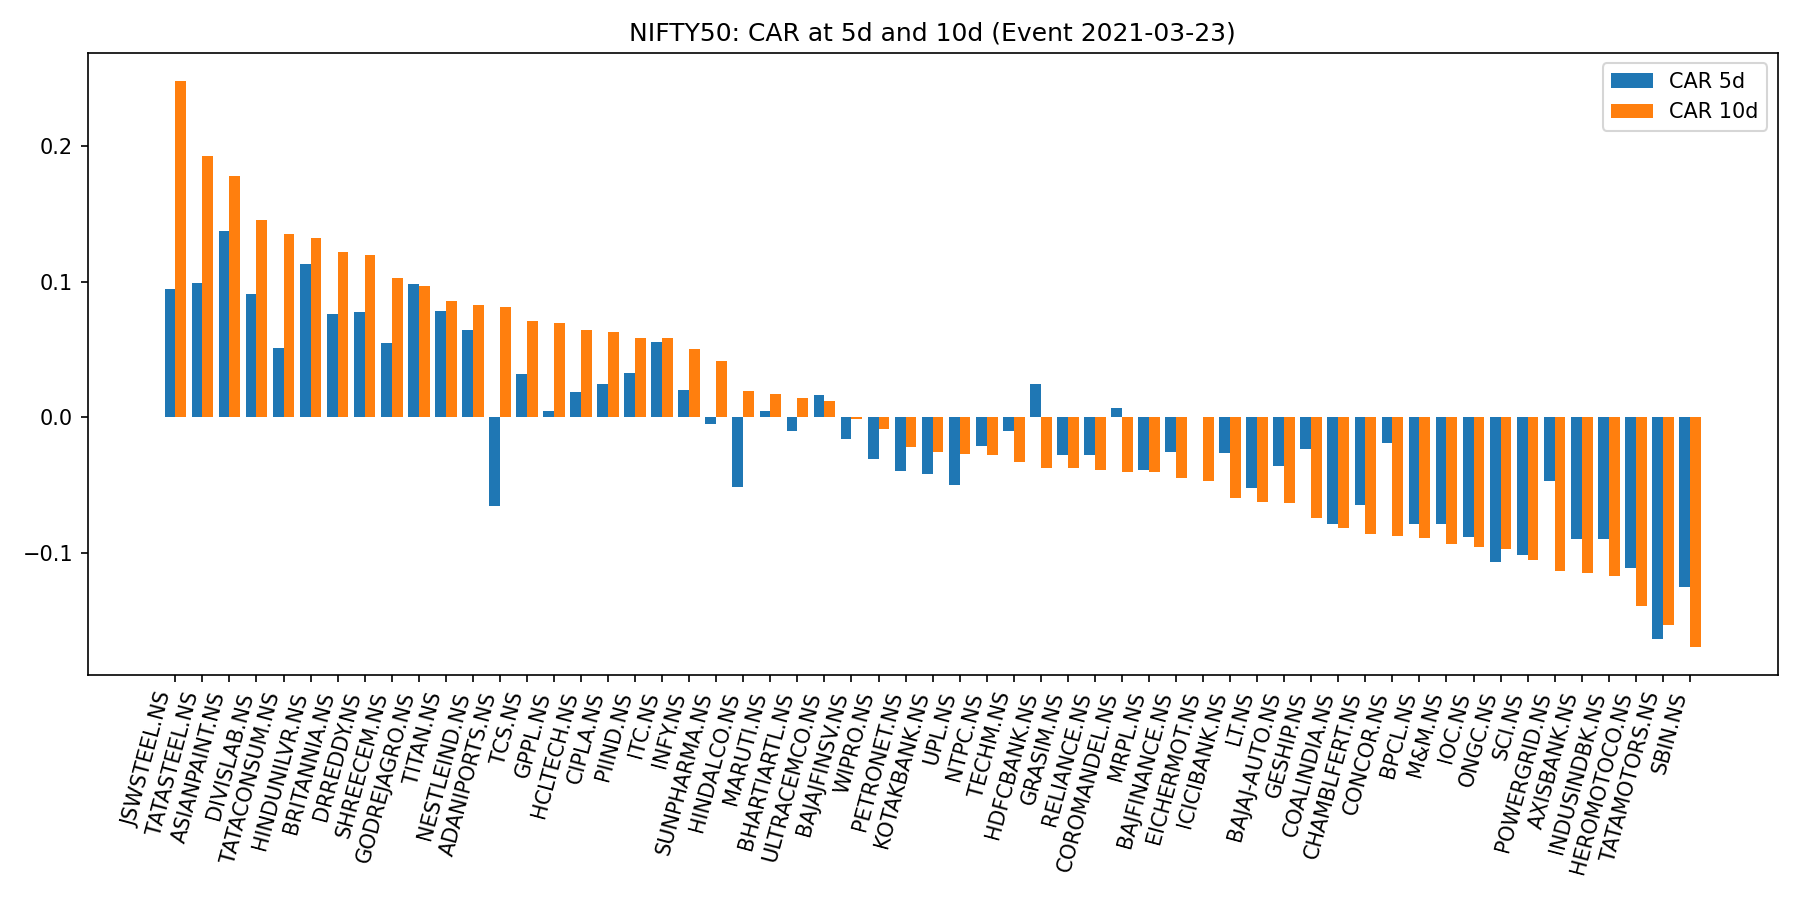 NIFTY50: CAR at 5d and 10d (Event 2021-03-23)
CAR 5d
CAR 10d
0.2
0.1
0.0
−0.1
JSWSTEEL.NS
TATASTEEL.NS
ASIANPAINT.NS
DIVISLAB.NS
TATACONSUM.NS
HINDUNILVR.NS
BRITANNIA.NS
DRREDDY.NS
SHREECEM.NS
GODREJAGRO.NS
TITAN.NS
NESTLEIND.NS
ADANIPORTS.NS
TCS.NS
GPPL.NS
HCLTECH.NS
CIPLA.NS
PIIND.NS
ITC.NS
INFY.NS
SUNPHARMA.NS
HINDALCO.NS
MARUTI.NS
BHARTIARTL.NS
ULTRACEMCO.NS
BAJAJFINSV.NS
WIPRO.NS
PETRONET.NS
KOTAKBANK.NS
UPL.NS
NTPC.NS
TECHM.NS
HDFCBANK.NS
GRASIM.NS
RELIANCE.NS
COROMANDEL.NS
MRPL.NS
BAJFINANCE.NS
EICHERMOT.NS
ICICIBANK.NS
LT.NS
BAJAJ-AUTO.NS
GESHIP.NS
COALINDIA.NS
CHAMBLFERT.NS
CONCOR.NS
BPCL.NS
M&M.NS
IOC.NS
ONGC.NS
SCI.NS
POWERGRID.NS
AXISBANK.NS
INDUSINDBK.NS
HEROMOTOCO.NS
TATAMOTORS.NS
SBIN.NS